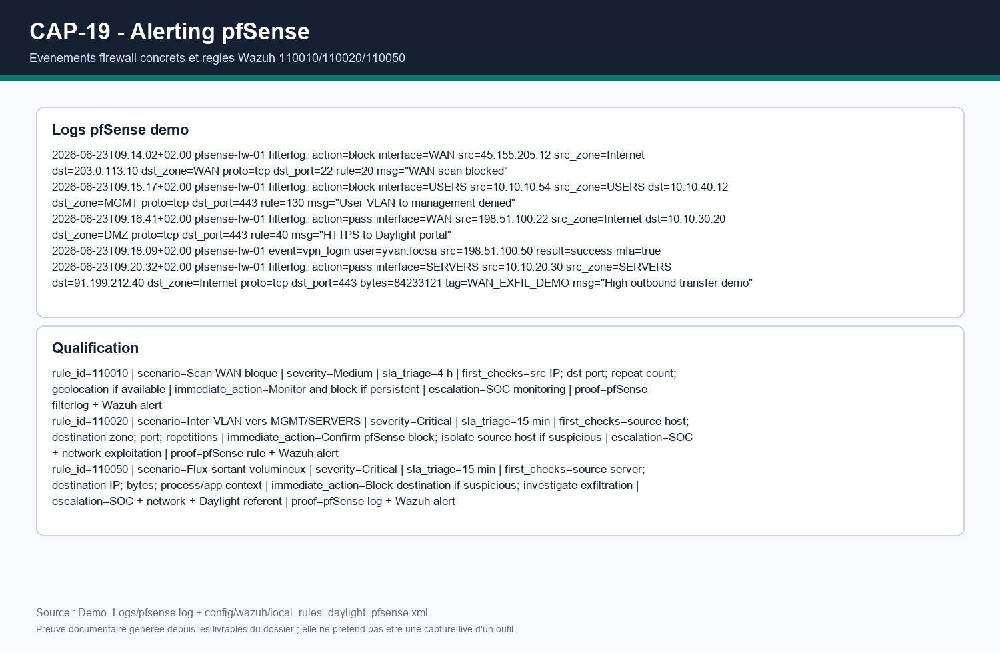 CAP-19 - Alerting pfSense
Evenements firewall concrets et regles Wazuh 110010/110020/110050
Logs pfSense demo
2026-06-23T09:14:02+02:00 pfsense-fw-01 filterlog: action=block interface=WAN src=45.155.205.12 src_zone=Internet
dst=203.0.113.10 dst_zone=WAN proto=tcp dst_port=22 rule=20 msg="WAN scan blocked"
2026-06-23T09:15:17+02:00 pfsense-fw-01 filterlog: action=block interface=USERS src=10.10.10.54 src_zone=USERS dst=10.10.40.12
dst_zone=MGMT proto=tcp dst_port=443 rule=130 msg="User VLAN to management denied"
2026-06-23T09:16:41+02:00 pfsense-fw-01 filterlog: action=pass interface=WAN src=198.51.100.22 src_zone=Internet dst=10.10.30.20
dst_zone=DMZ proto=tcp dst_port=443 rule=40 msg="HTTPS to Daylight portal"
2026-06-23T09:18:09+02:00 pfsense-fw-01 event=vpn_login user=yvan.focsa src=198.51.100.50 result=success mfa=true
2026-06-23T09:20:32+02:00 pfsense-fw-01 filterlog: action=pass interface=SERVERS src=10.10.20.30 src_zone=SERVERS
dst=91.199.212.40 dst_zone=Internet proto=tcp dst_port=443 bytes=84233121 tag=WAN_EXFIL_DEMO msg="High outbound transfer demo"
Qualification
rule_id=110010 | scenario=Scan WAN bloque | severity=Medium | sla_triage=4 h | first_checks=src IP; dst port; repeat count;
geolocation if available | immediate_action=Monitor and block if persistent | escalation=SOC monitoring | proof=pfSense
filterlog + Wazuh alert
rule_id=110020 | scenario=Inter-VLAN vers MGMT/SERVERS | severity=Critical | sla_triage=15 min | first_checks=source host;
destination zone; port; repetitions | immediate_action=Confirm pfSense block; isolate source host if suspicious | escalation=SOC
+ network exploitation | proof=pfSense rule + Wazuh alert
rule_id=110050 | scenario=Flux sortant volumineux | severity=Critical | sla_triage=15 min | first_checks=source server;
destination IP; bytes; process/app context | immediate_action=Block destination if suspicious; investigate exfiltration |
escalation=SOC + network + Daylight referent | proof=pfSense log + Wazuh alert
Source : Demo_Logs/pfsense.log + config/wazuh/local_rules_daylight_pfsense.xml
Preuve documentaire generee depuis les livrables du dossier ; elle ne pretend pas etre une capture live d'un outil.